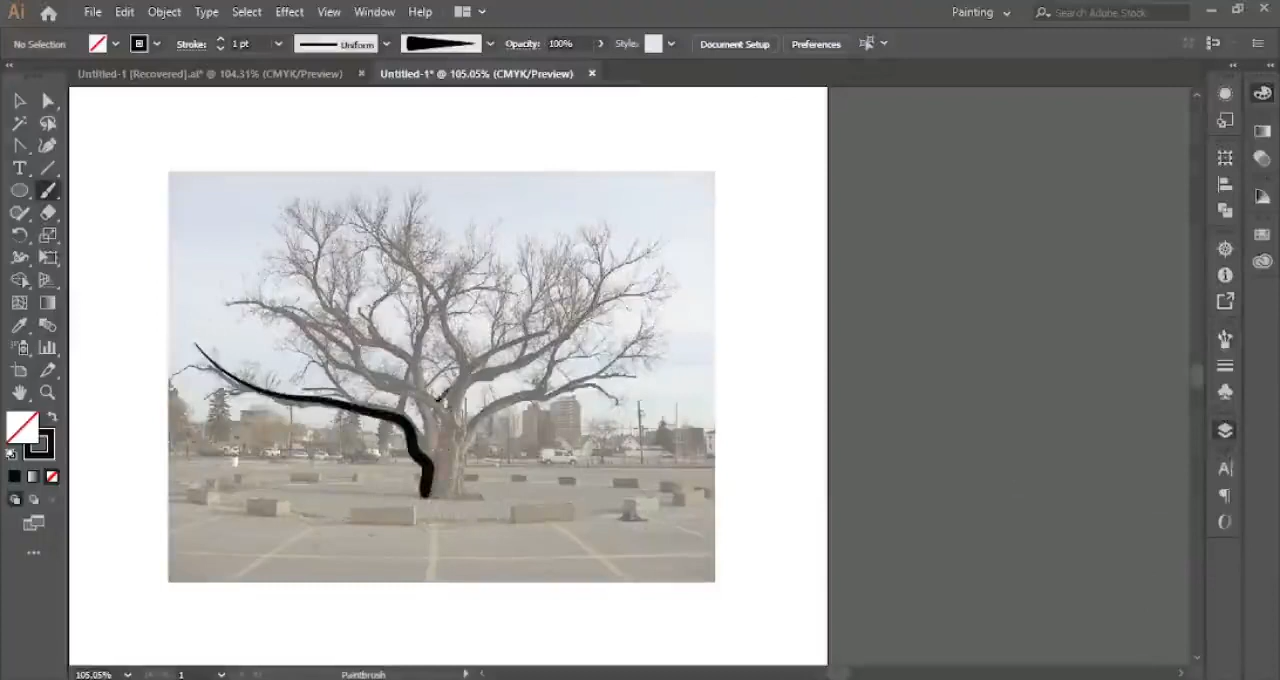 Ai File Edit Object Type Select Effect View Window Help Painting Search Adobe Stock
No Selection Stroke: 1 pt Uniform Opacity: 100% Style: Document Setup Preferences
Untitled-1 [Recovered].ai* @ 104.31% (CMYK/Preview) Untitled-1* @ 105.05% (CMYK/Preview)
105.05% 1 Paintbrush